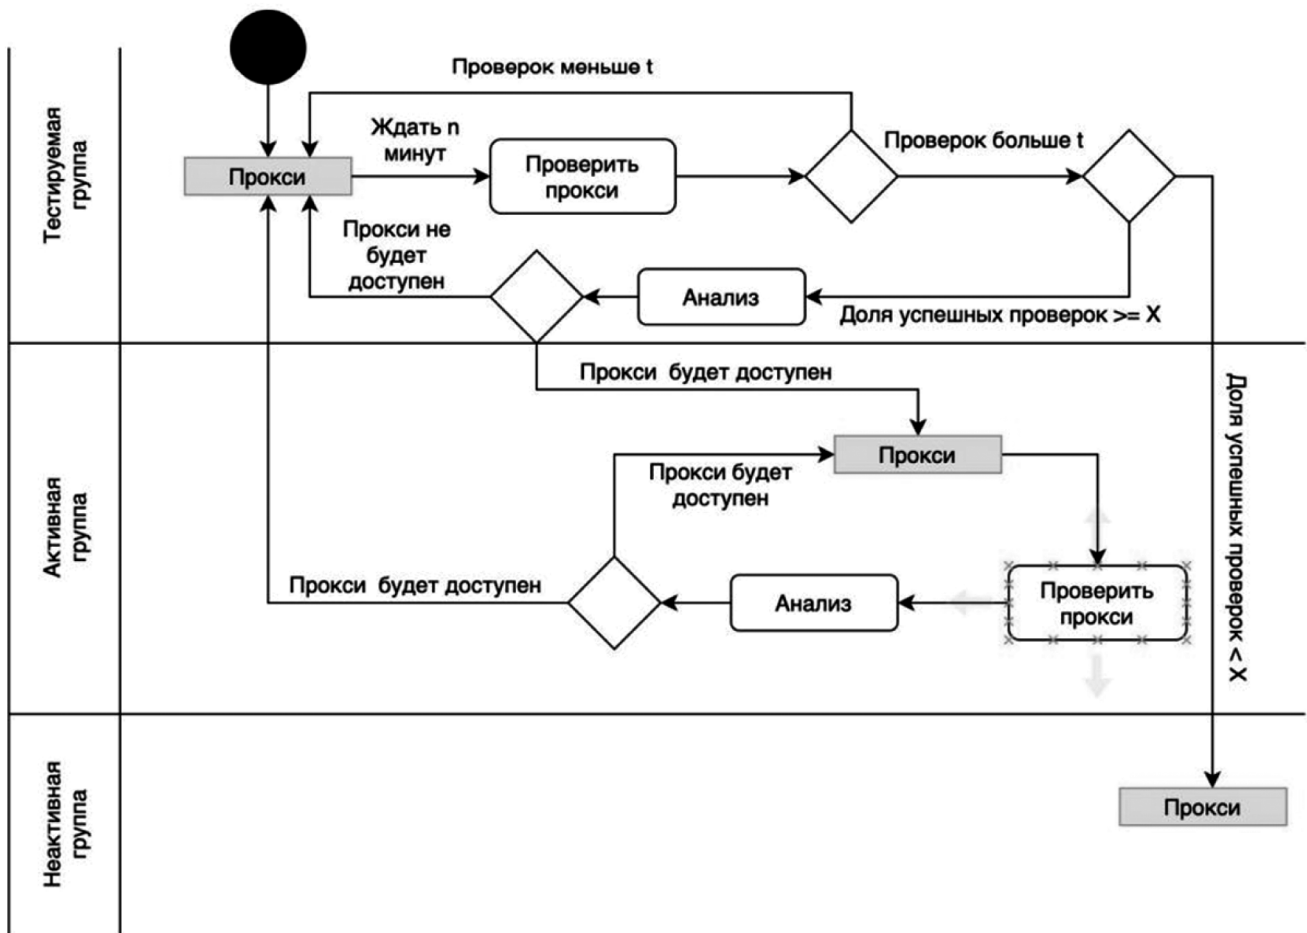 Тестируемая
группа
Проверок меньше t
Ждать n
минут
Прокси
Проверить
прокси
Проверок больше t
Прокси не
будет
доступен
Анализ
Доля успешных проверок >= X
Активная
группа
Прокси будет доступен
Прокси
Прокси будет
доступен
Прокси будет доступен
Анализ
Проверить
прокси
Доля успешных проверок < X
Неактивная
группа
Прокси